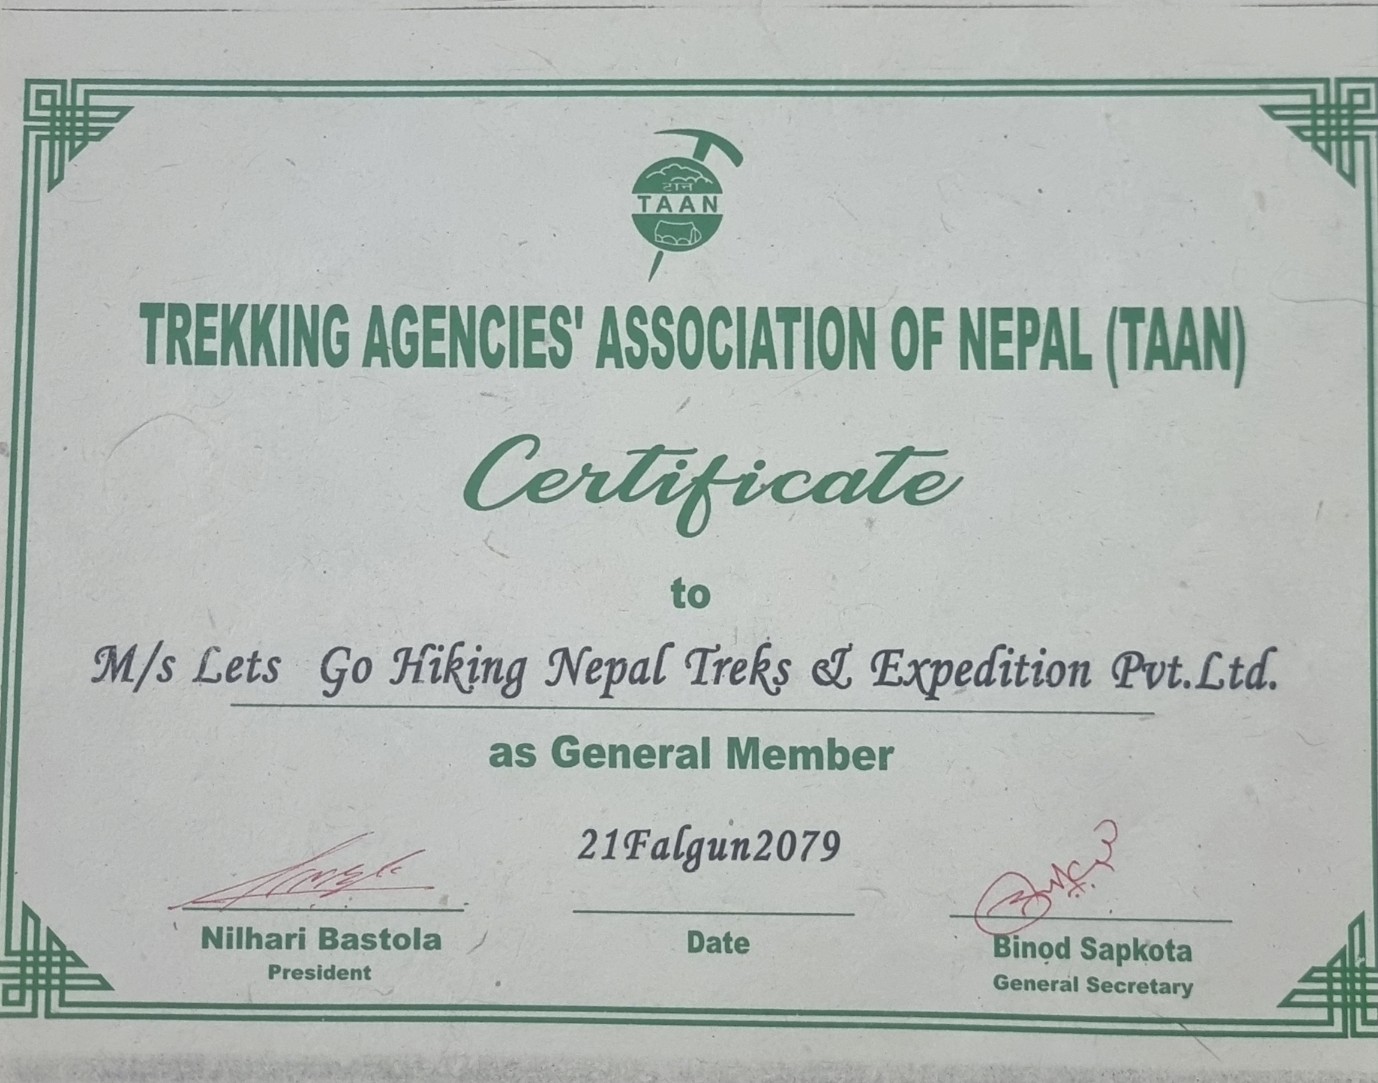 टान
TAAN
TREKKING AGENCIES' ASSOCIATION OF NEPAL (TAAN)
Certificate
to
M/s Lets Go Hiking Nepal Treks & Expedition Pvt.Ltd.
as General Member
21Falgun2079
Nilhari Bastola
President
Date
Binod Sapkota
General Secretary